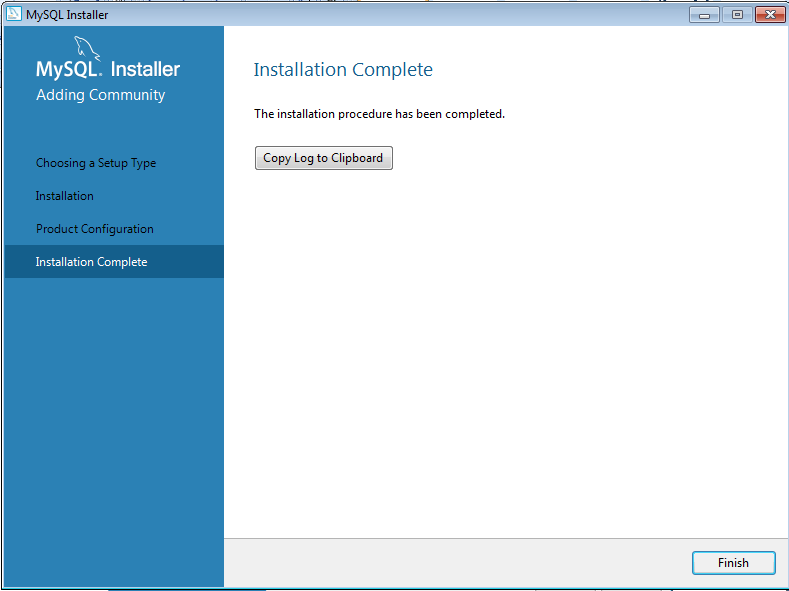 MySQL Installer
MySQL. Installer
Adding Community
Choosing a Setup Type
Installation
Product Configuration
Installation Complete
Installation Complete
The installation procedure has been completed.
Copy Log to Clipboard
Finish